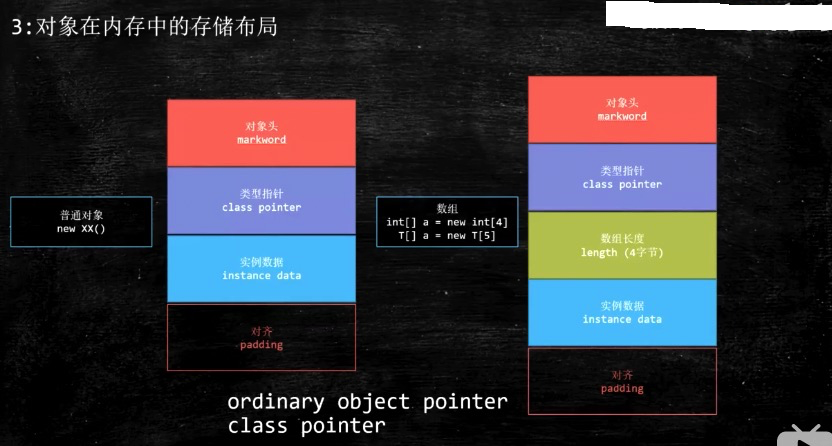 3:对象在内存中的存储布局
普通对象
new XX()
对象头
markword
类型指针
class pointer
实例数据
instance data
对齐
padding
数组
int[] a = new int[4]
T[] a = new T[5]
对象头
markword
类型指针
class pointer
数组长度
length (4字节)
实例数据
instance data
对齐
padding
ordinary object pointer
class pointer